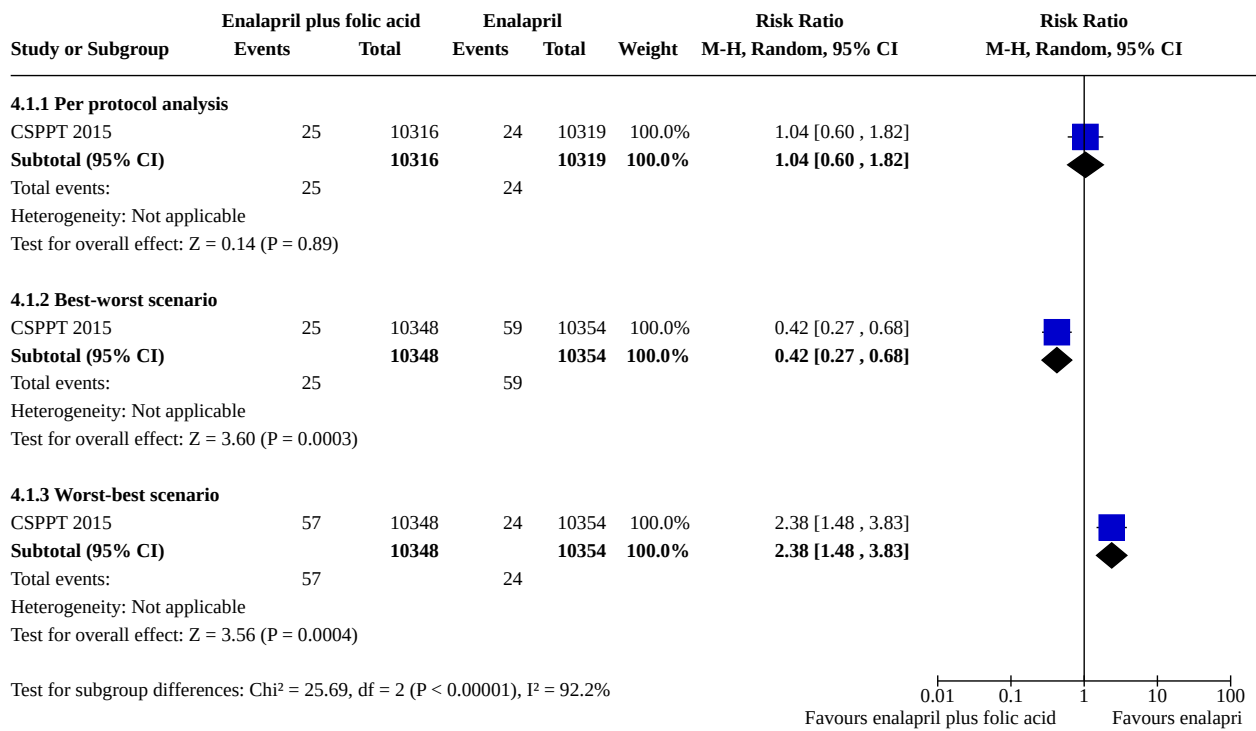 Enalapril plus folic acid Enalapril Risk Ratio Risk Ratio
Study or Subgroup Events Total Events Total Weight M-H, Random, 95% CI M-H, Random, 95% CI
4.1.1 Per protocol analysis
CSPPT 2015 25 10316 24 10319 100.0% 1.04 [0.60 , 1.82]
Subtotal (95% CI) 10316 10319 100.0% 1.04 [0.60 , 1.82]
Total events: 25 24
Heterogeneity: Not applicable
Test for overall effect: Z = 0.14 (P = 0.89)
4.1.2 Best-worst scenario
CSPPT 2015 25 10348 59 10354 100.0% 0.42 [0.27 , 0.68]
Subtotal (95% CI) 10348 10354 100.0% 0.42 [0.27 , 0.68]
Total events: 25 59
Heterogeneity: Not applicable
Test for overall effect: Z = 3.60 (P = 0.0003)
4.1.3 Worst-best scenario
CSPPT 2015 57 10348 24 10354 100.0% 2.38 [1.48 , 3.83]
Subtotal (95% CI) 10348 10354 100.0% 2.38 [1.48 , 3.83]
Total events: 57 24
Heterogeneity: Not applicable
Test for overall effect: Z = 3.56 (P = 0.0004)
Test for subgroup differences: Chi² = 25.69, df = 2 (P < 0.00001), I² = 92.2%
0.01 0.1 1 10 100
Favours enalapril plus folic acid Favours enalapri